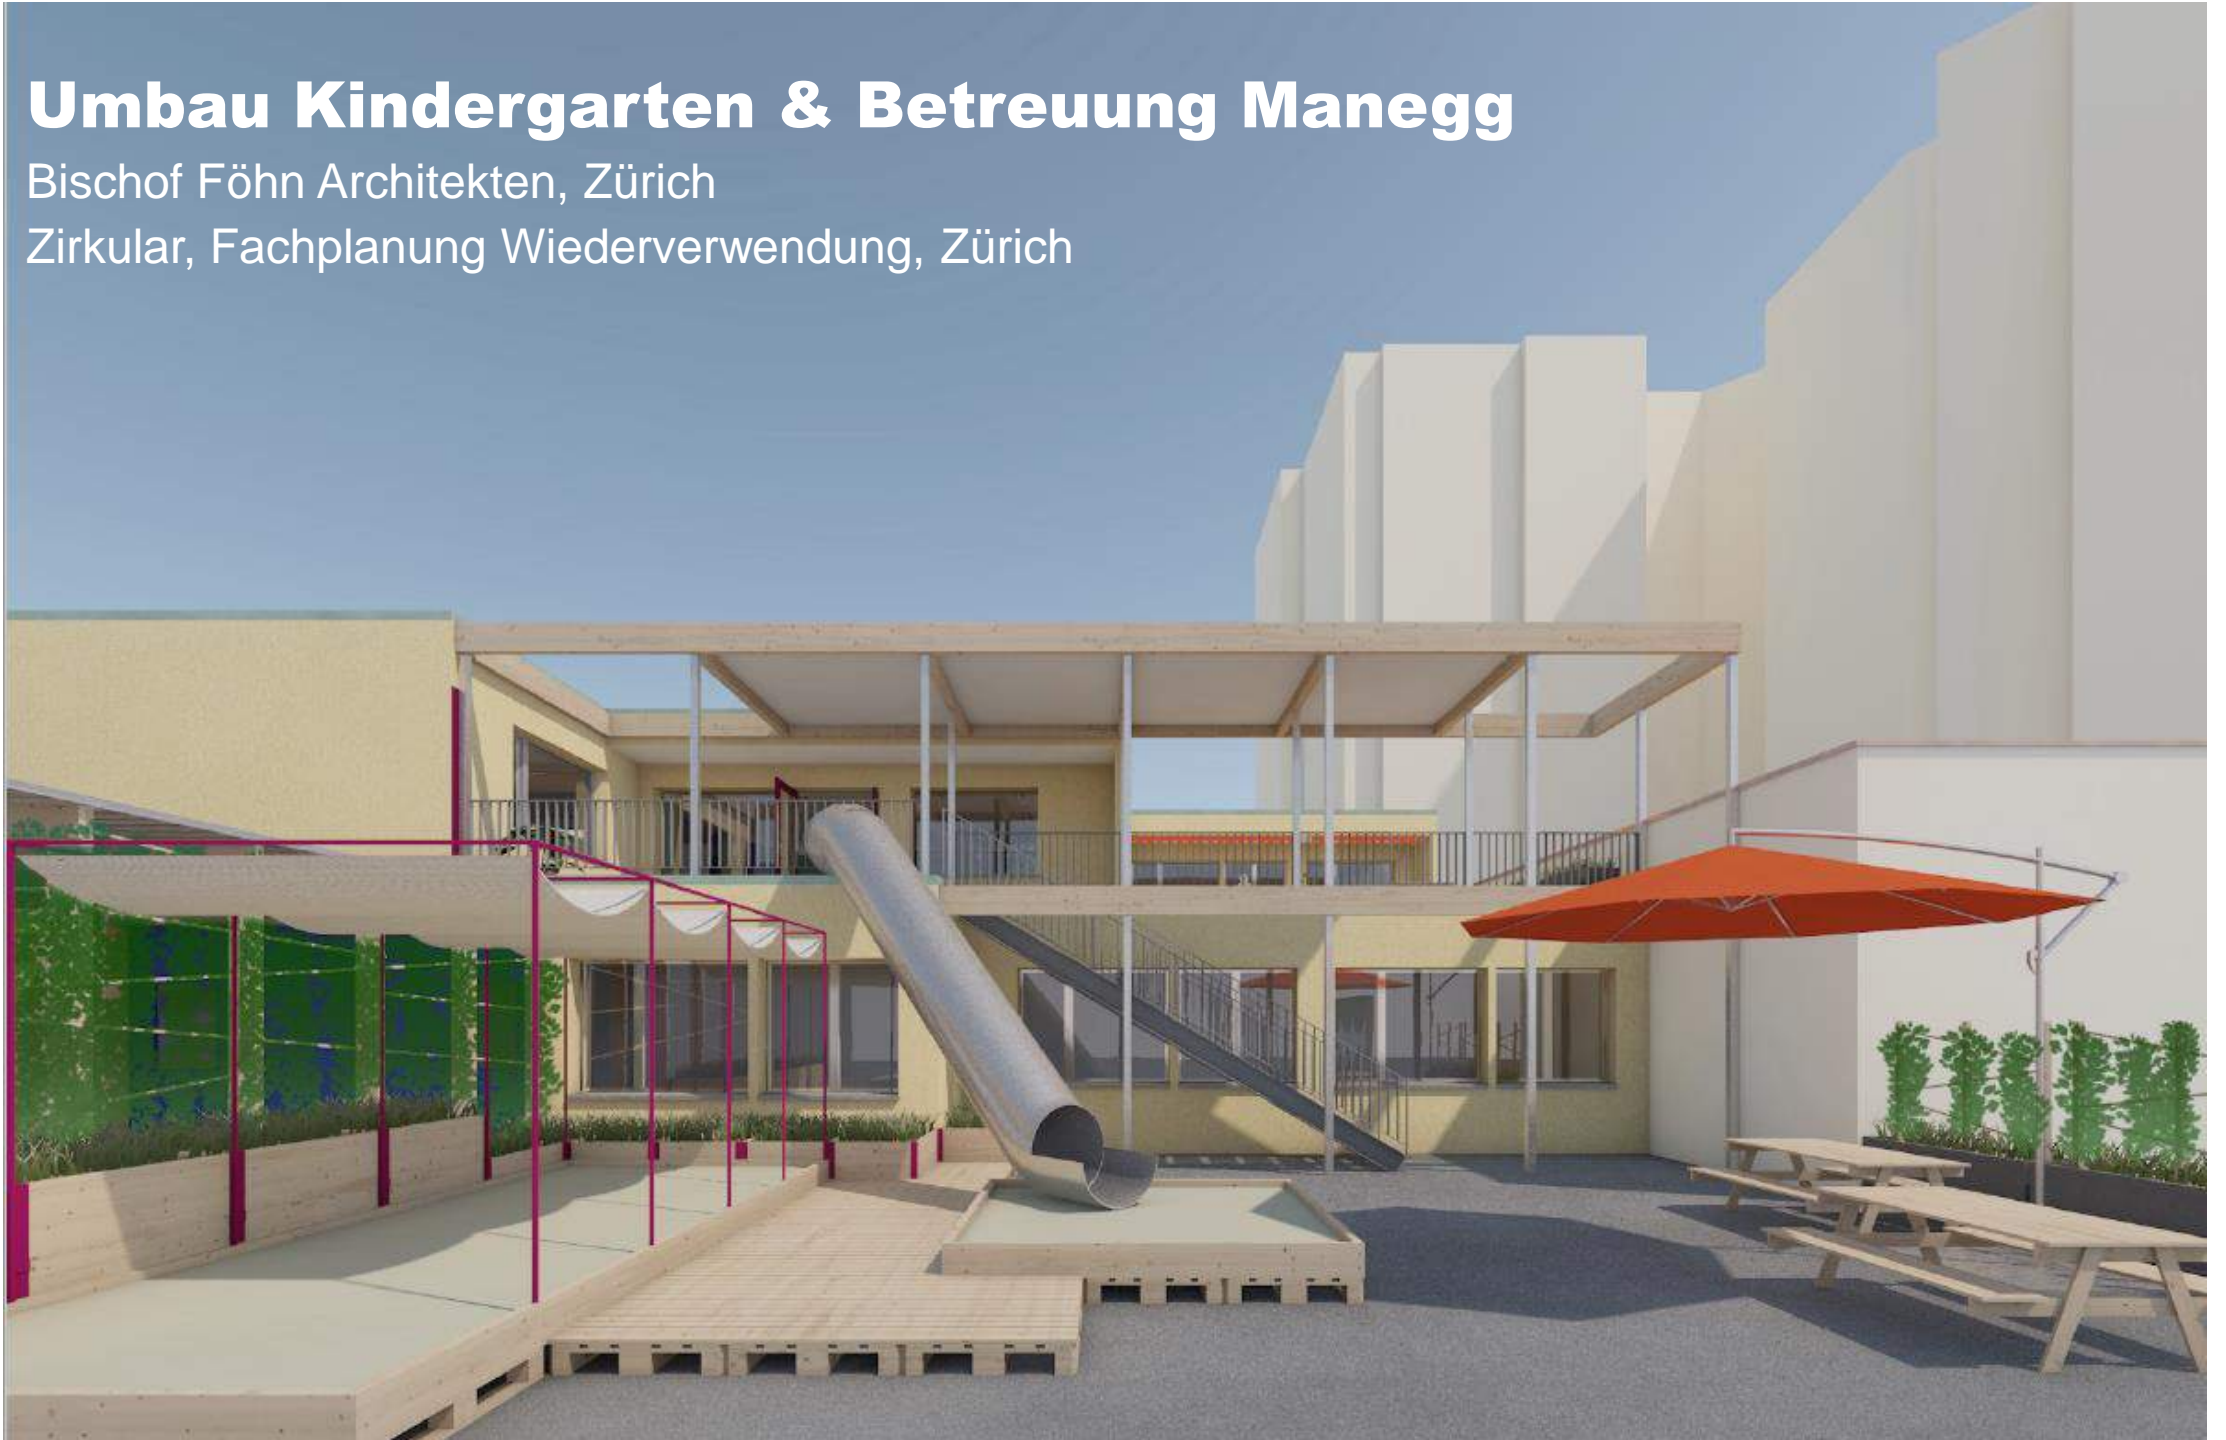 Umbau Kindergarten & Betreuung Manegg
Bischof Föhn Architekten, Zürich
Zirkular, Fachplanung Wiederverwendung, Zürich